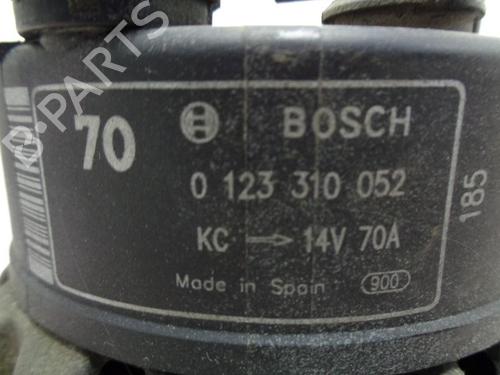 70
BOSCH
0 123 310 052
KC → 14V 70A
Made in Spain 900
185
B-PARTS